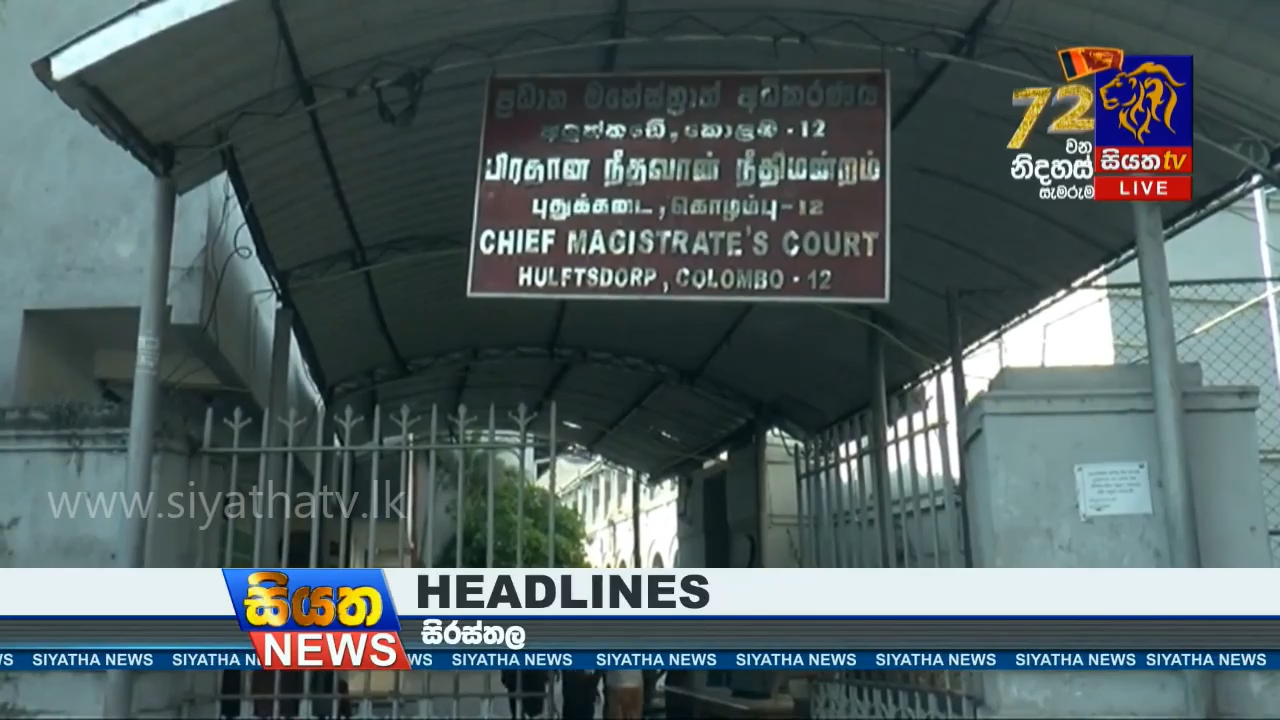 ප්‍රධාන මහේස්ත්‍රාත් අධිකරණය
අලුත්කඩේ, කොළඹ - 12
பிரதான நீதவான் நீதிமன்றம்
புதுக்கடை, கொழும்பு - 12
CHIEF MAGISTRATE'S COURT
HULFTSDORP, COLOMBO - 12
72
වන
නිදහස්
සැමරුම
සියත tv
LIVE
www.siyathatv.lk
සියත
NEWS
HEADLINES
සිරස්තල
SIYATHA NEWS SIYATHA NEWS SIYATHA NEWS SIYATHA NEWS SIYATHA NEWS SIYATHA NEWS SIYATHA NEWS